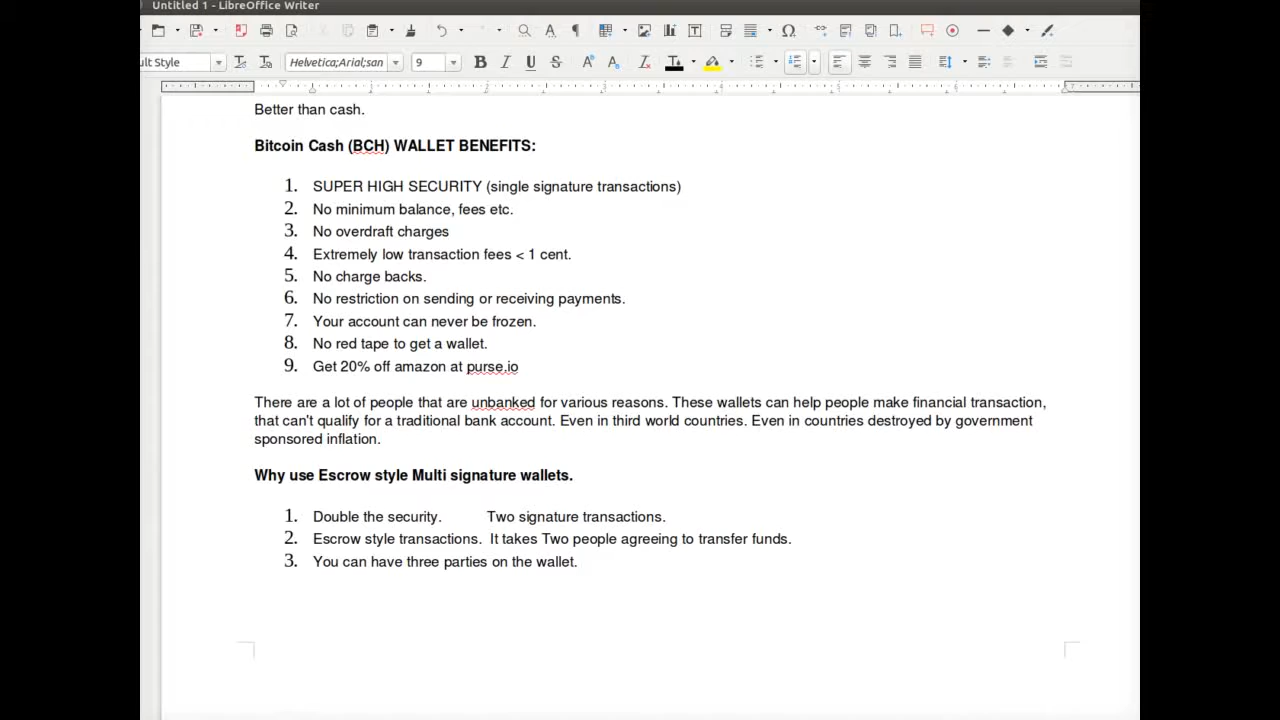 Untitled 1 - LibreOffice Writer
ult Style
Helvetica;Arial;san
9
Better than cash.
Bitcoin Cash (BCH) WALLET BENEFITS:
1. SUPER HIGH SECURITY (single signature transactions)
2. No minimum balance, fees etc.
3. No overdraft charges
4. Extremely low transaction fees < 1 cent.
5. No charge backs.
6. No restriction on sending or receiving payments.
7. Your account can never be frozen.
8. No red tape to get a wallet.
9. Get 20% off amazon at purse.io
There are a lot of people that are unbanked for various reasons. These wallets can help people make financial transaction,
that can't qualify for a traditional bank account. Even in third world countries. Even in countries destroyed by government
sponsored inflation.
Why use Escrow style Multi signature wallets.
1. Double the security. Two signature transactions.
2. Escrow style transactions. It takes Two people agreeing to transfer funds.
3. You can have three parties on the wallet.